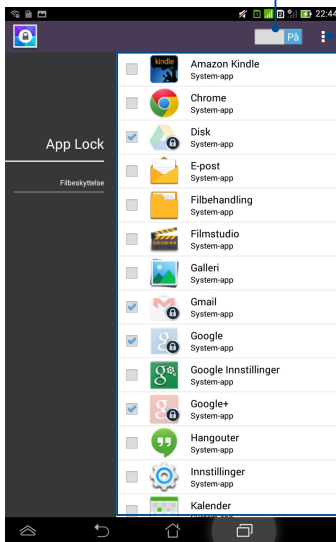 22:44
På
App Lock
Filbeskyttelse
kindle
Amazon Kindle
System-app
Chrome
System-app
Disk
System-app
E-post
System-app
Filbehandling
System-app
Filmstudio
System-app
Galleri
System-app
Gmail
System-app
Google
System-app
Google Innstillinger
System-app
Google+
System-app
Hangouter
System-app
Innstillinger
System-app
Kalender